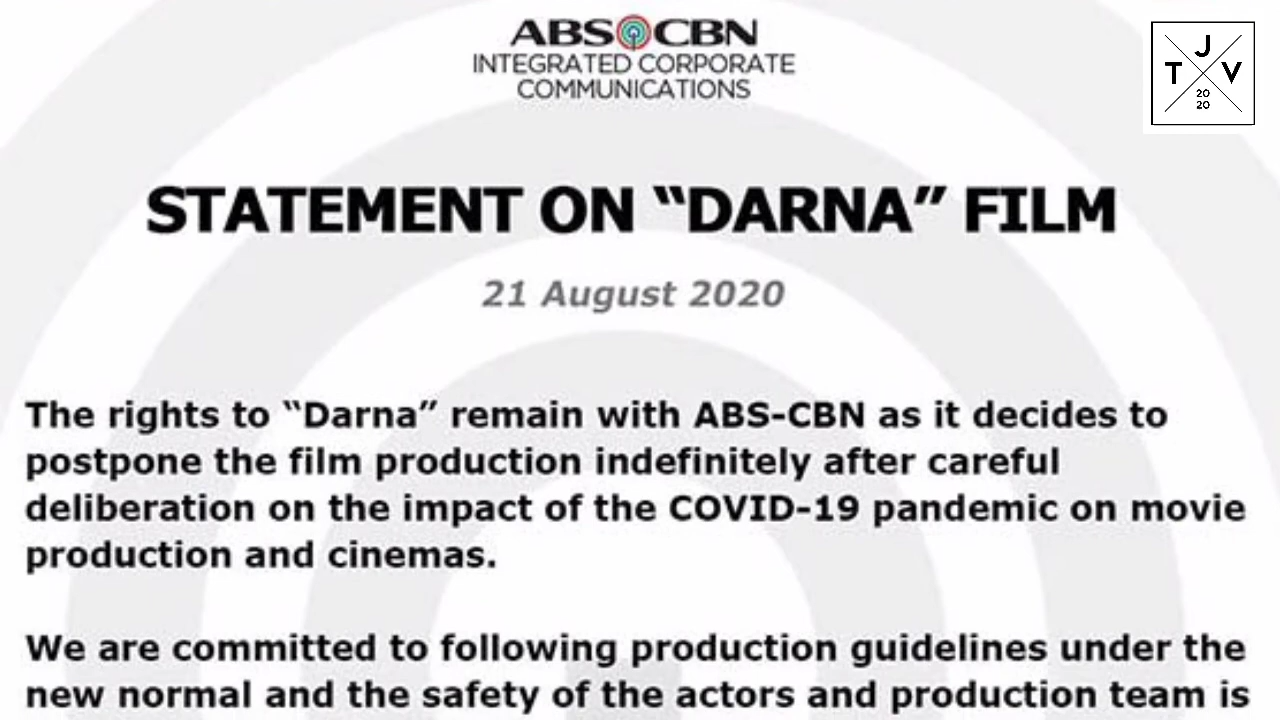 ABS CBN
INTEGRATED CORPORATE
COMMUNICATIONS
J
T V
20
20
STATEMENT ON “DARNA” FILM
21 August 2020
The rights to “Darna” remain with ABS-CBN as it decides to
postpone the film production indefinitely after careful
deliberation on the impact of the COVID-19 pandemic on movie
production and cinemas.
We are committed to following production guidelines under the
new normal and the safety of the actors and production team is